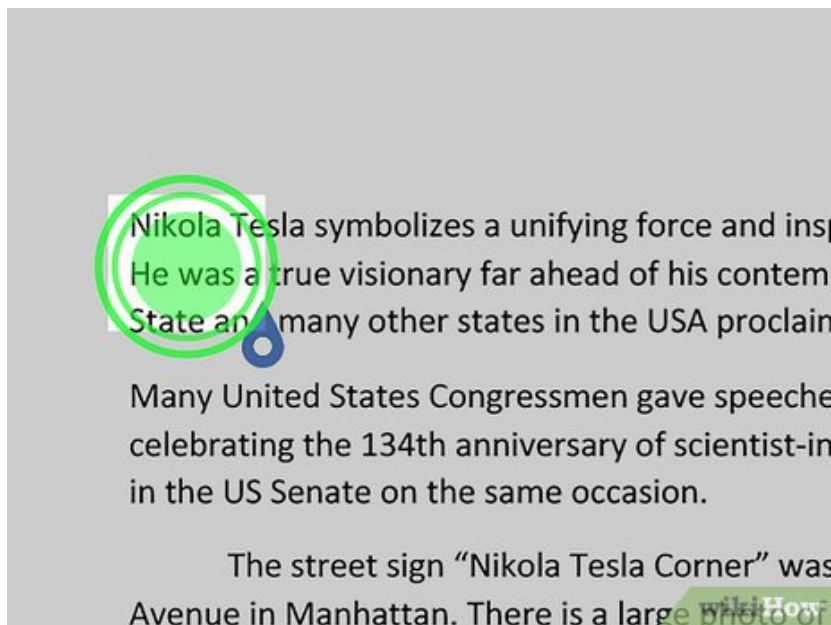 Nikola Tesla symbolizes a unifying force and insp
He was a true visionary far ahead of his contem
State and many other states in the USA proclaim
Many United States Congressmen gave speeche
celebrating the 134th anniversary of scientist-in
in the US Senate on the same occasion.
The street sign “Nikola Tesla Corner” was
Avenue in Manhattan. There is a large photo of
wikiHow